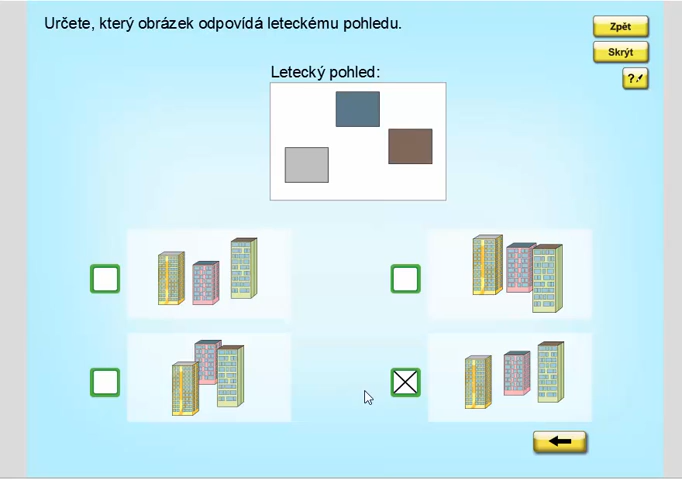 Určete, který obrázek odpovídá leteckému pohledu.
Zpět
Skrýt
?
Letecký pohled: